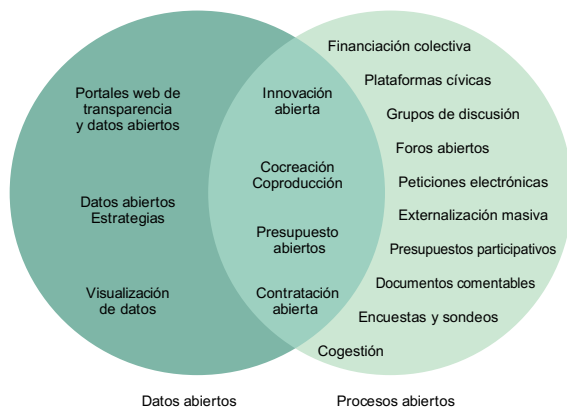 Portales web de
transparencia
y datos abiertos
Datos abiertos
Estrategias
Visualización
de datos
Innovación
abierta
Cocreación
Coproducción
Presupuesto
abiertos
Contratación
abierta
Financiación colectiva
Plataformas cívicas
Grupos de discusión
Foros abiertos
Peticiones electrónicas
Externalización masiva
Presupuestos participativos
Documentos comentables
Encuestas y sondeos
Cogestión
Datos abiertos
Procesos abiertos